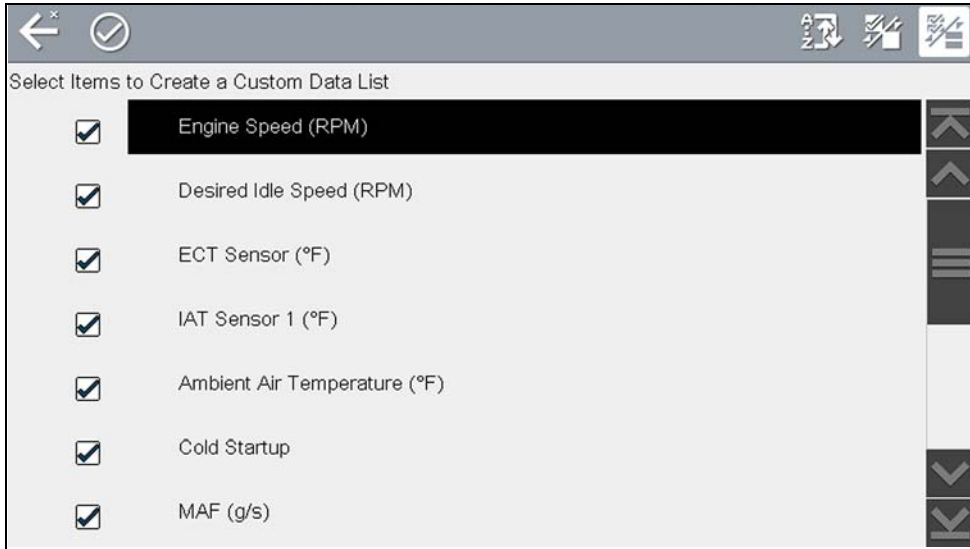 A
Z
Select Items to Create a Custom Data List
Engine Speed (RPM)
Desired Idle Speed (RPM)
ECT Sensor (°F)
IAT Sensor 1 (°F)
Ambient Air Temperature (°F)
Cold Startup
MAF (g/s)